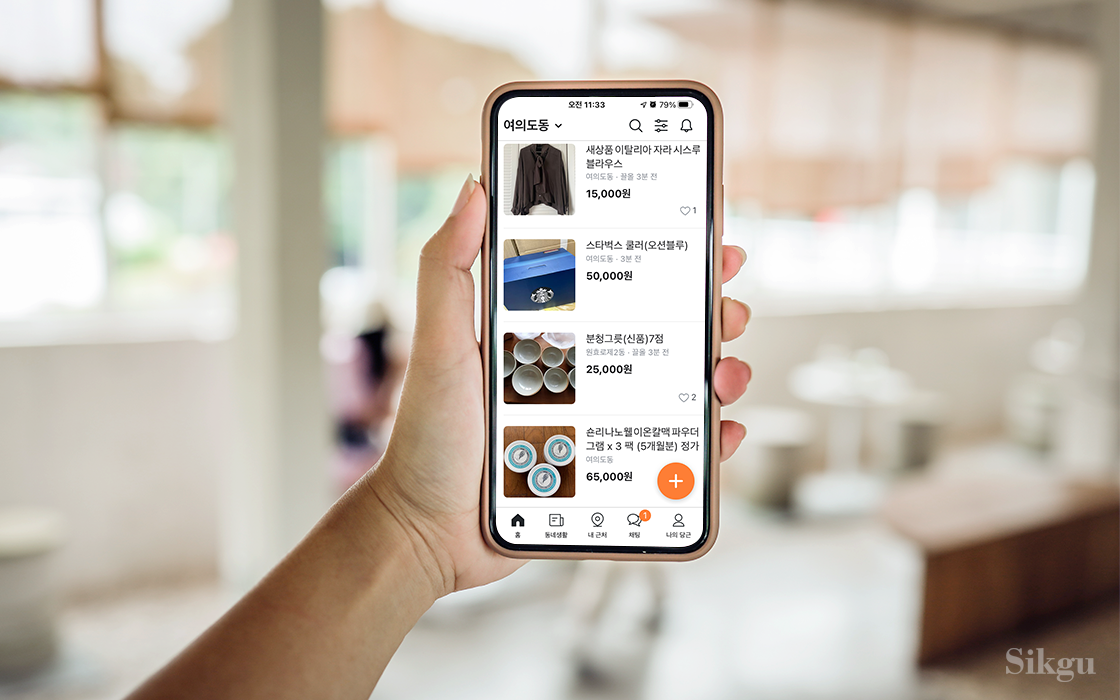 오전 11:33
79%
여의도동
새상품 이탈리아 자라 시스루
블라우스
여의도동 · 끌올 3분 전
15,000원
1
스타벅스 쿨러(오션블루)
여의도동 · 3분 전
50,000원
분청그릇(신품)7점
원효로제2동 · 끌올 3분 전
25,000원
2
숀리나노웰이온칼맥파우더
그램 x 3 팩 (5개월분) 정가
여의도동
65,000원
+
1
홈
동네생활
내 근처
채팅
나의 당근
Sikgu